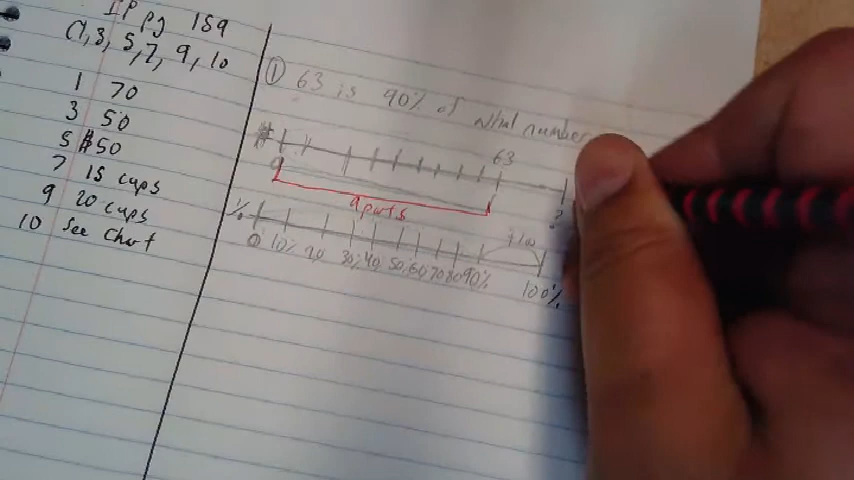 IP pg 159
(1, 3, 5, 7, 9, 10
1 70
3 50
5 $50
7 15 cups
9 20 cups
10 See Chart
① 63 is 90% of what number
# 63
0 ?
9 parts
%
0 10% 20 30% 40 50% 60 70 80 90% 100%